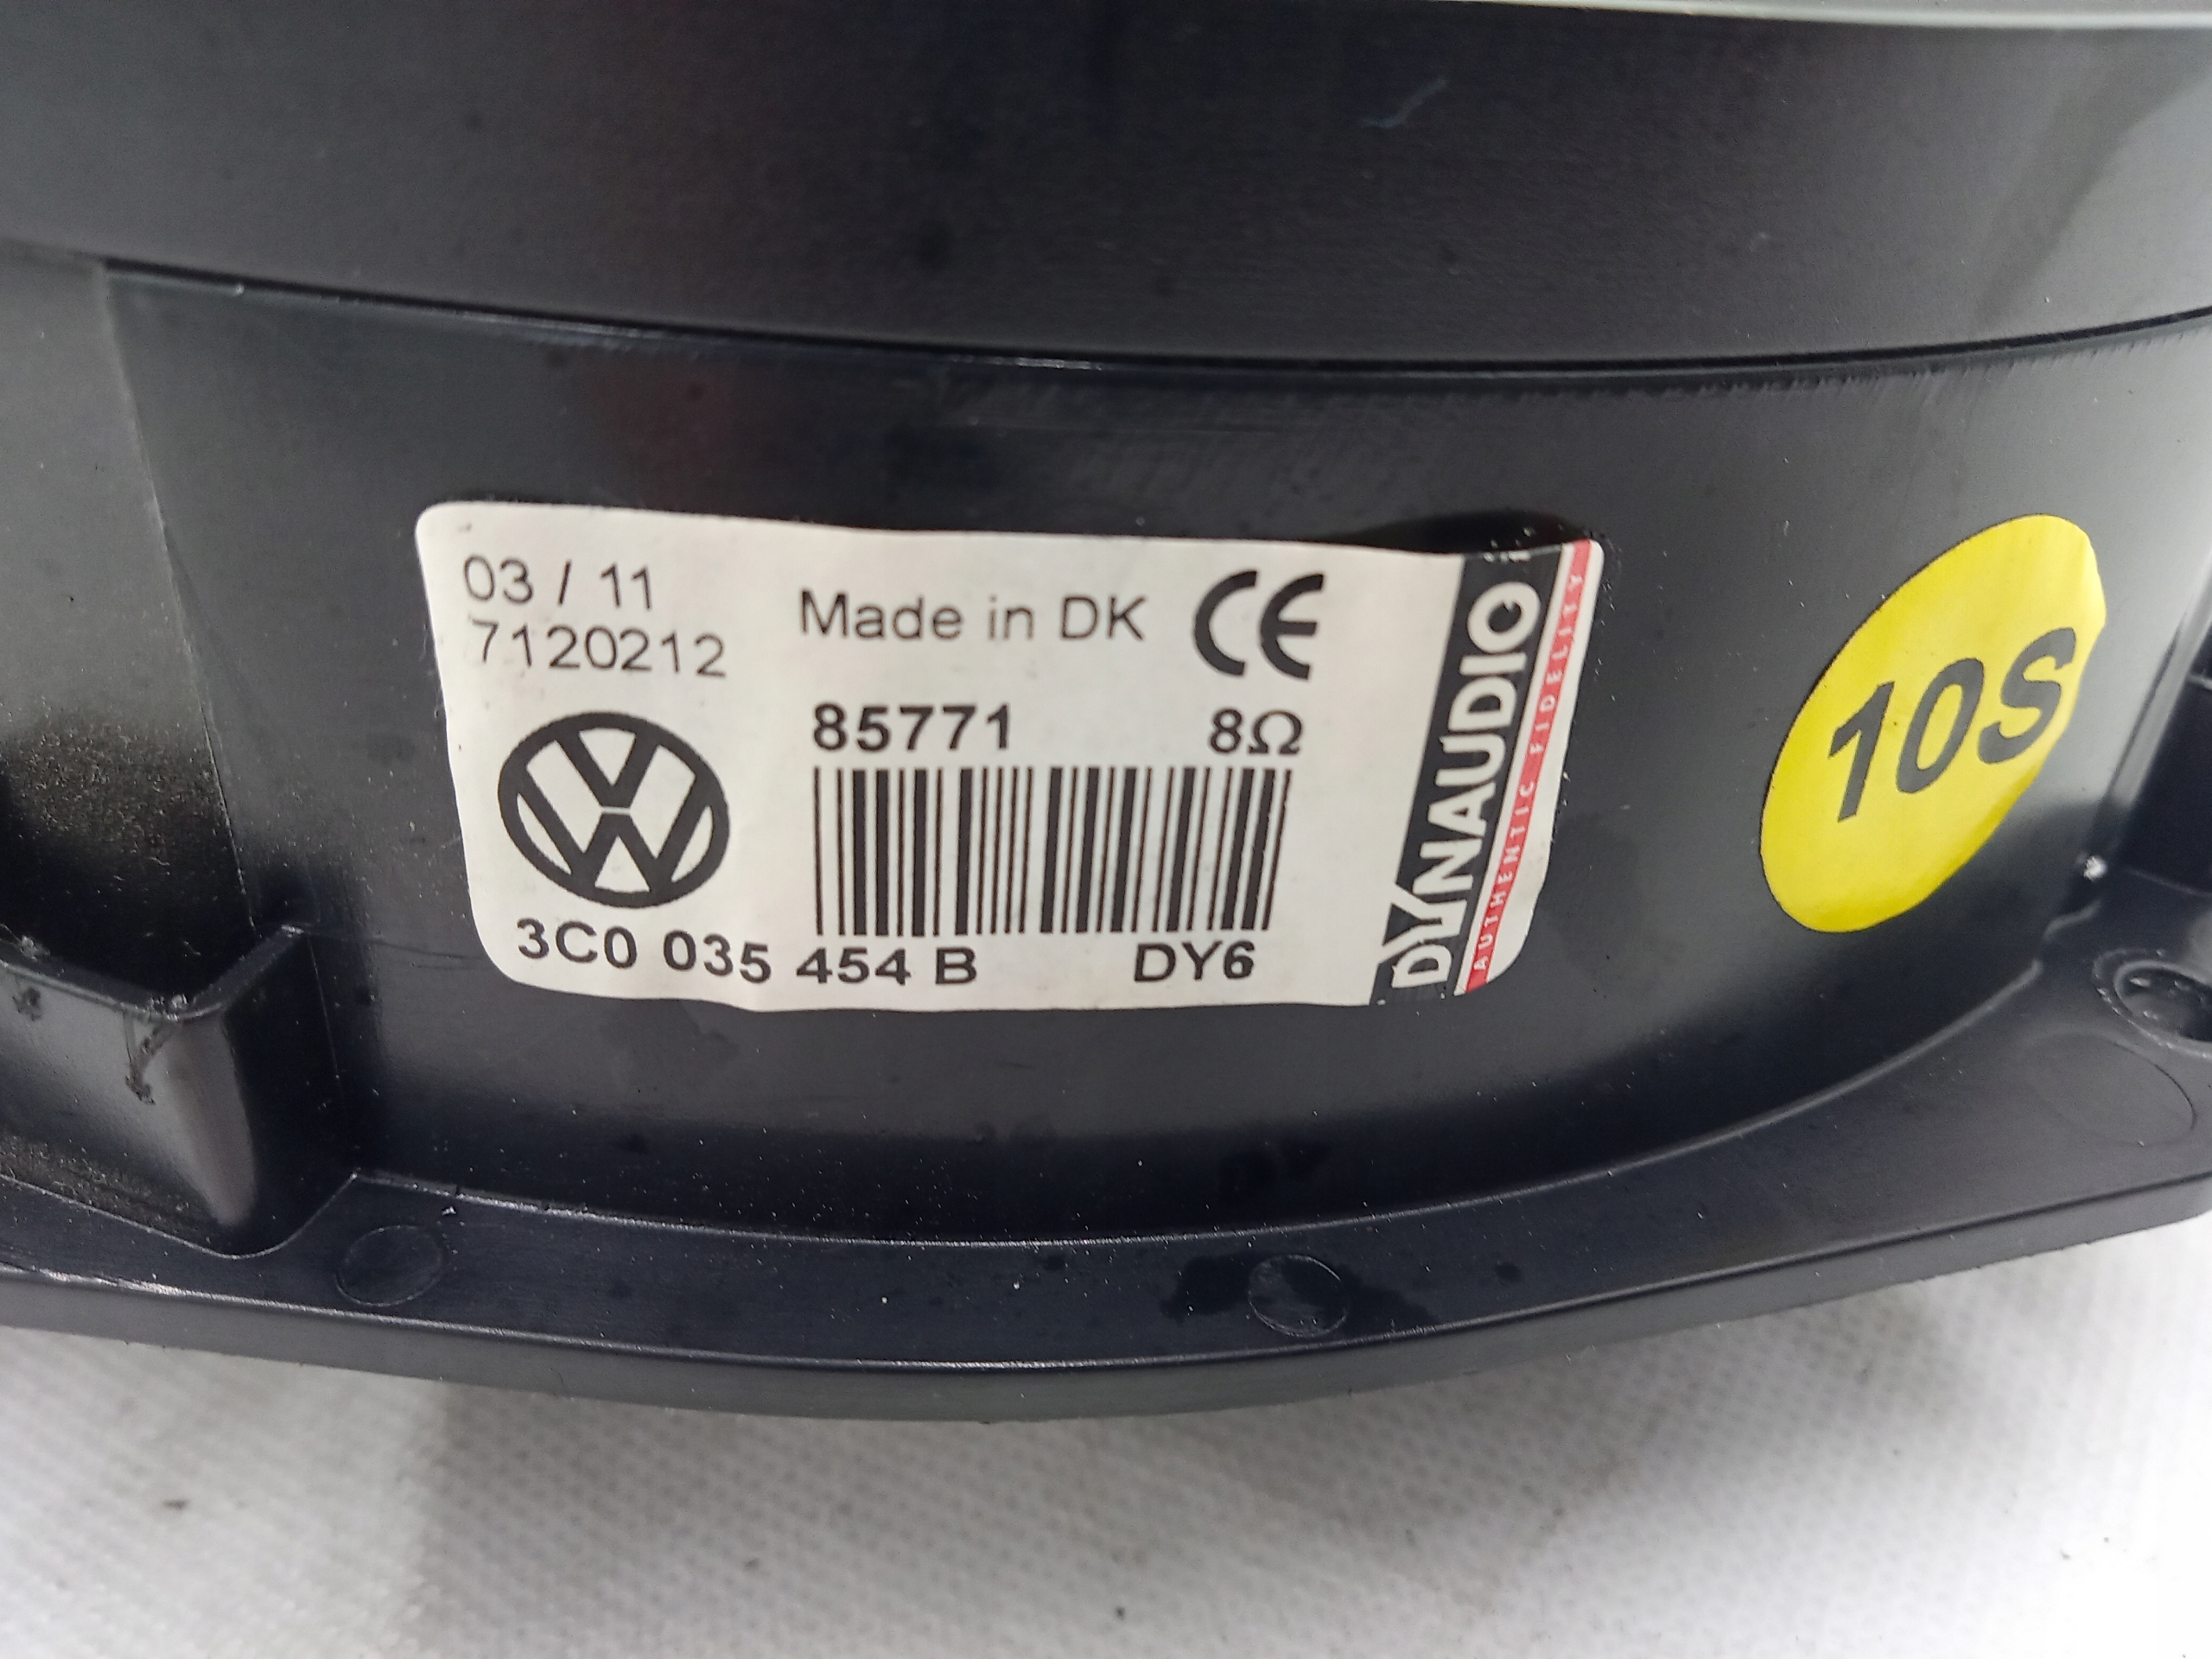 03 / 11
7120212
Made in DK CE
85771 8Ω
3C0 035 454 B DY6
DYNAUDIO
AUTHENTIC FIDELITY
10S